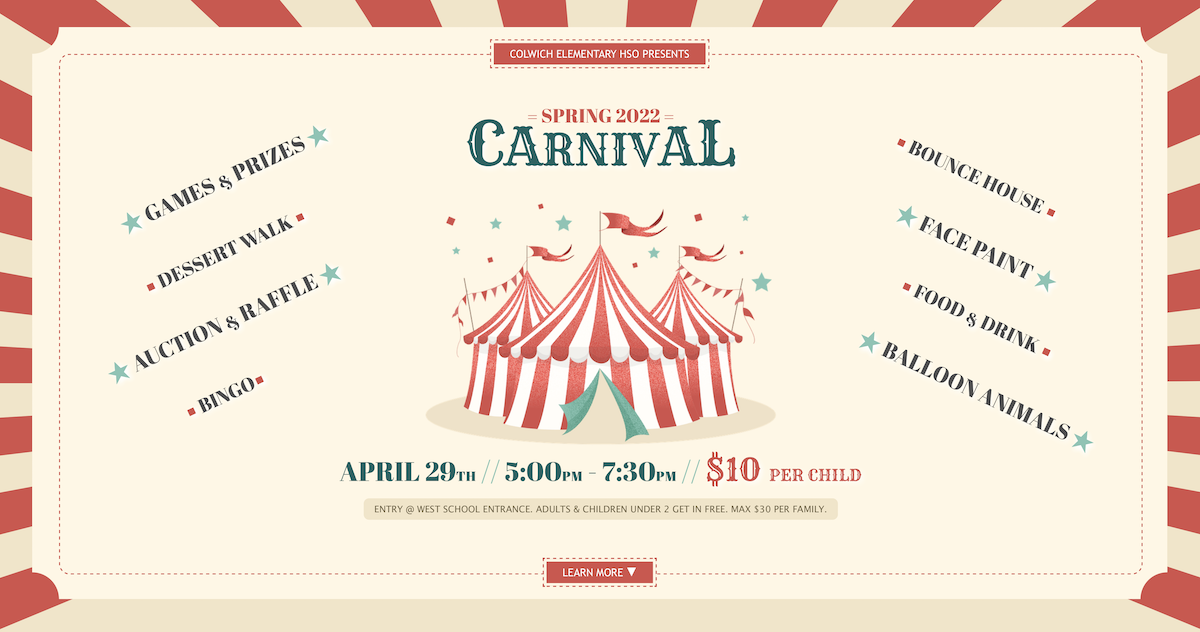 COLWICH ELEMENTARY HSO PRESENTS
= SPRING 2022 =
CARNIVAL
GAMES & PRIZES
DESSERT WALK
AUCTION & RAFFLE
BINGO
BOUNCE HOUSE
FACE PAINT
FOOD & DRINK
BALLOON ANIMALS
APRIL 29TH // 5:00PM - 7:30PM // $10 PER CHILD
ENTRY @ WEST SCHOOL ENTRANCE. ADULTS & CHILDREN UNDER 2 GET IN FREE. MAX $30 PER FAMILY.
LEARN MORE ▼